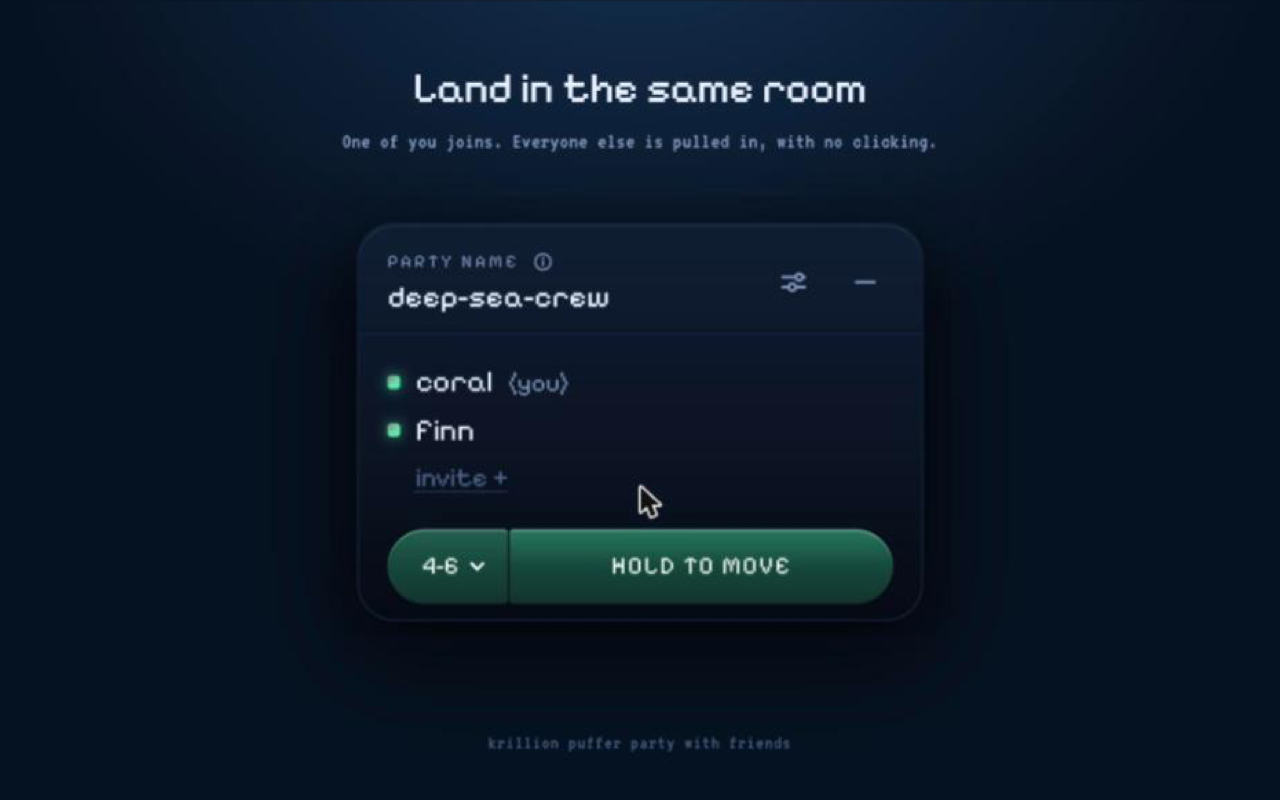 Land in the same room
One of you joins. Everyone else is pulled in, with no clicking.
PARTY NAME
deep-sea-crew
coral (you)
Finn
invite +
4-6 HOLD TO MOVE
krillion puffer party with friends